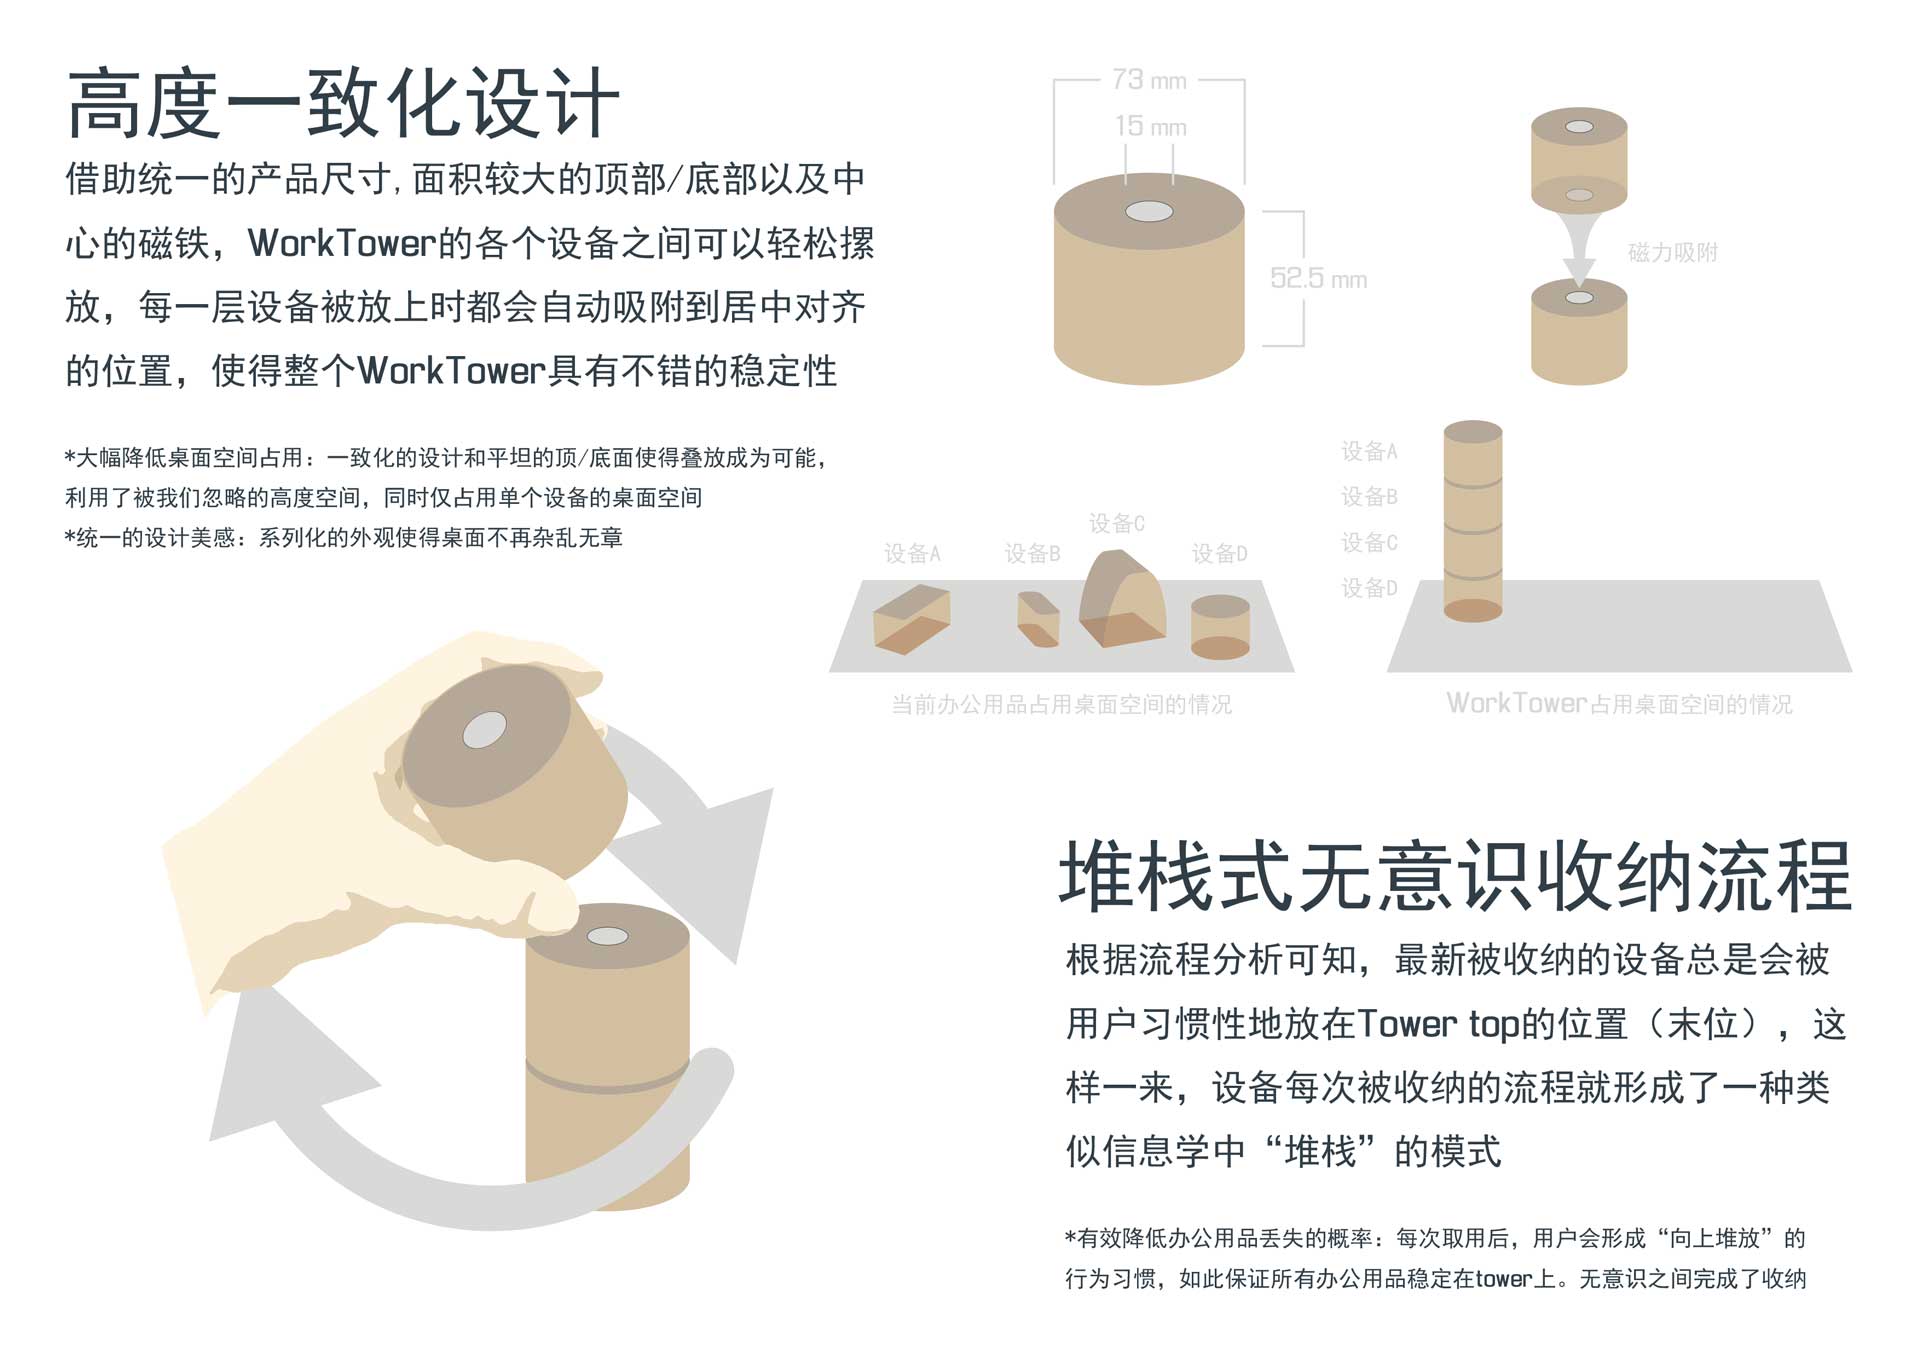 高度一致化设计
借助统一的产品尺寸, 面积较大的顶部/底部以及中
心的磁铁，WorkTower的各个设备之间可以轻松摞
放，每一层设备被放上时都会自动吸附到居中对齐
的位置，使得整个WorkTower具有不错的稳定性
*大幅降低桌面空间占用：一致化的设计和平坦的顶/底面使得叠放成为可能，
利用了被我们忽略的高度空间，同时仅占用单个设备的桌面空间
*统一的设计美感：系列化的外观使得桌面不再杂乱无章
73 mm
15 mm
52.5 mm
磁力吸附
设备A
设备B
设备C
设备D
当前办公用品占用桌面空间的情况
设备A
设备B
设备C
设备D
WorkTower占用桌面空间的情况
堆栈式无意识收纳流程
根据流程分析可知，最新被收纳的设备总是会被
用户习惯性地放在Tower top的位置（末位），这
样一来，设备每次被收纳的流程就形成了一种类
似信息学中“堆栈”的模式
*有效降低办公用品丢失的概率：每次取用后，用户会形成“向上堆放”的
行为习惯，如此保证所有办公用品稳定在tower上。无意识之间完成了收纳